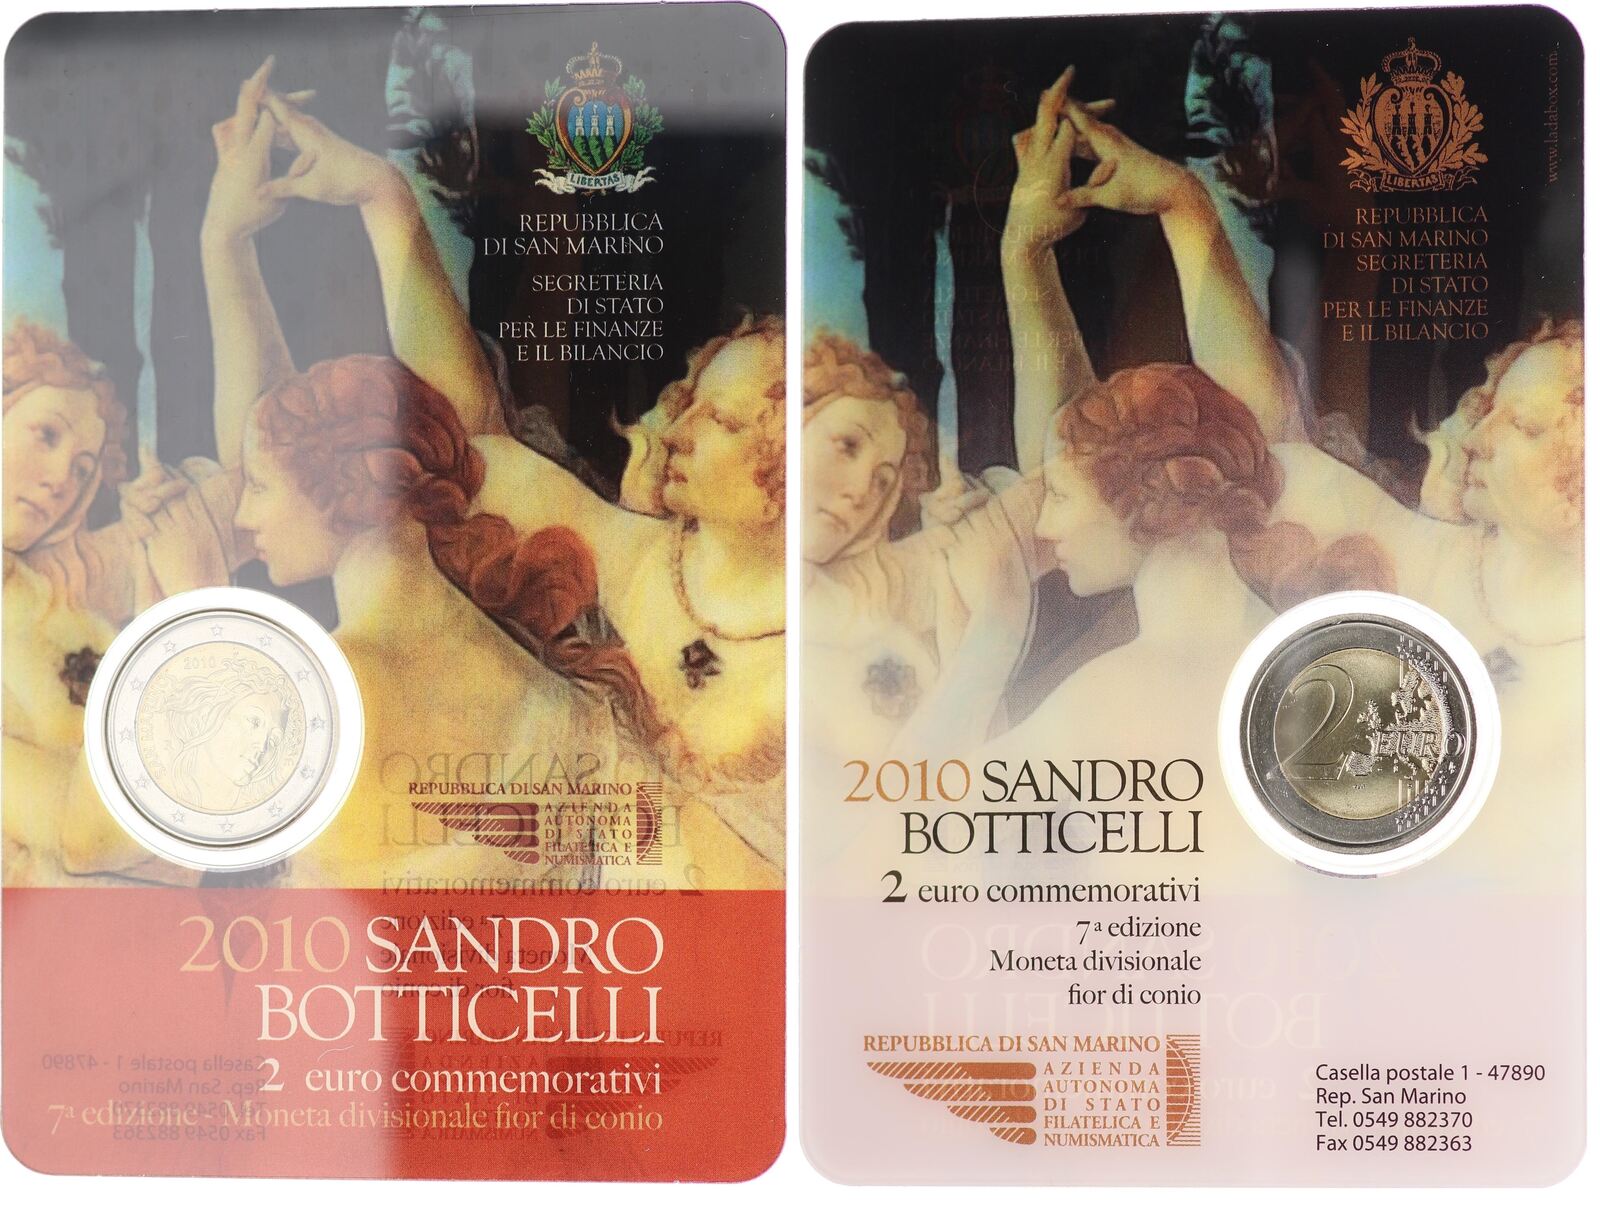 LIBERTAS
REPUBBLICA
DI SAN MARINO
SEGRETERIA
DI STATO
PER LE FINANZE
E IL BILANCIO
2010
SAN MARINO
REPUBBLICA DI SAN MARINO
AZIENDA
AUTONOMA
DI STATO
FILATELICA E
NUMISMATICA
2010 SANDRO
BOTTICELLI
2 euro commemorativi
7ª edizione - Moneta divisionale fior di conio
www.ladabox.com
LIBERTAS
REPUBBLICA
DI SAN MARINO
SEGRETERIA
DI STATO
PER LE FINANZE
E IL BILANCIO
2 EURO
2010 SANDRO
BOTTICELLI
2 euro commemorativi
7ª edizione
Moneta divisionale
fior di conio
REPUBBLICA DI SAN MARINO
AZIENDA
AUTONOMA
DI STATO
FILATELICA E
NUMISMATICA
Casella postale 1 - 47890
Rep. San Marino
Tel. 0549 882370
Fax 0549 882363